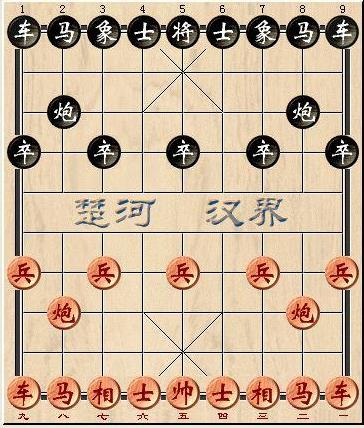 1 2 3 4 5 6 7 8 9
车 马 象 士 将 士 象 马 车
炮 炮
卒 卒 卒 卒 卒
楚河 汉界
兵 兵 兵 兵 兵
炮 炮
车 马 相 士 帅 士 相 马 车
九 八 七 六 五 四 三 二 一